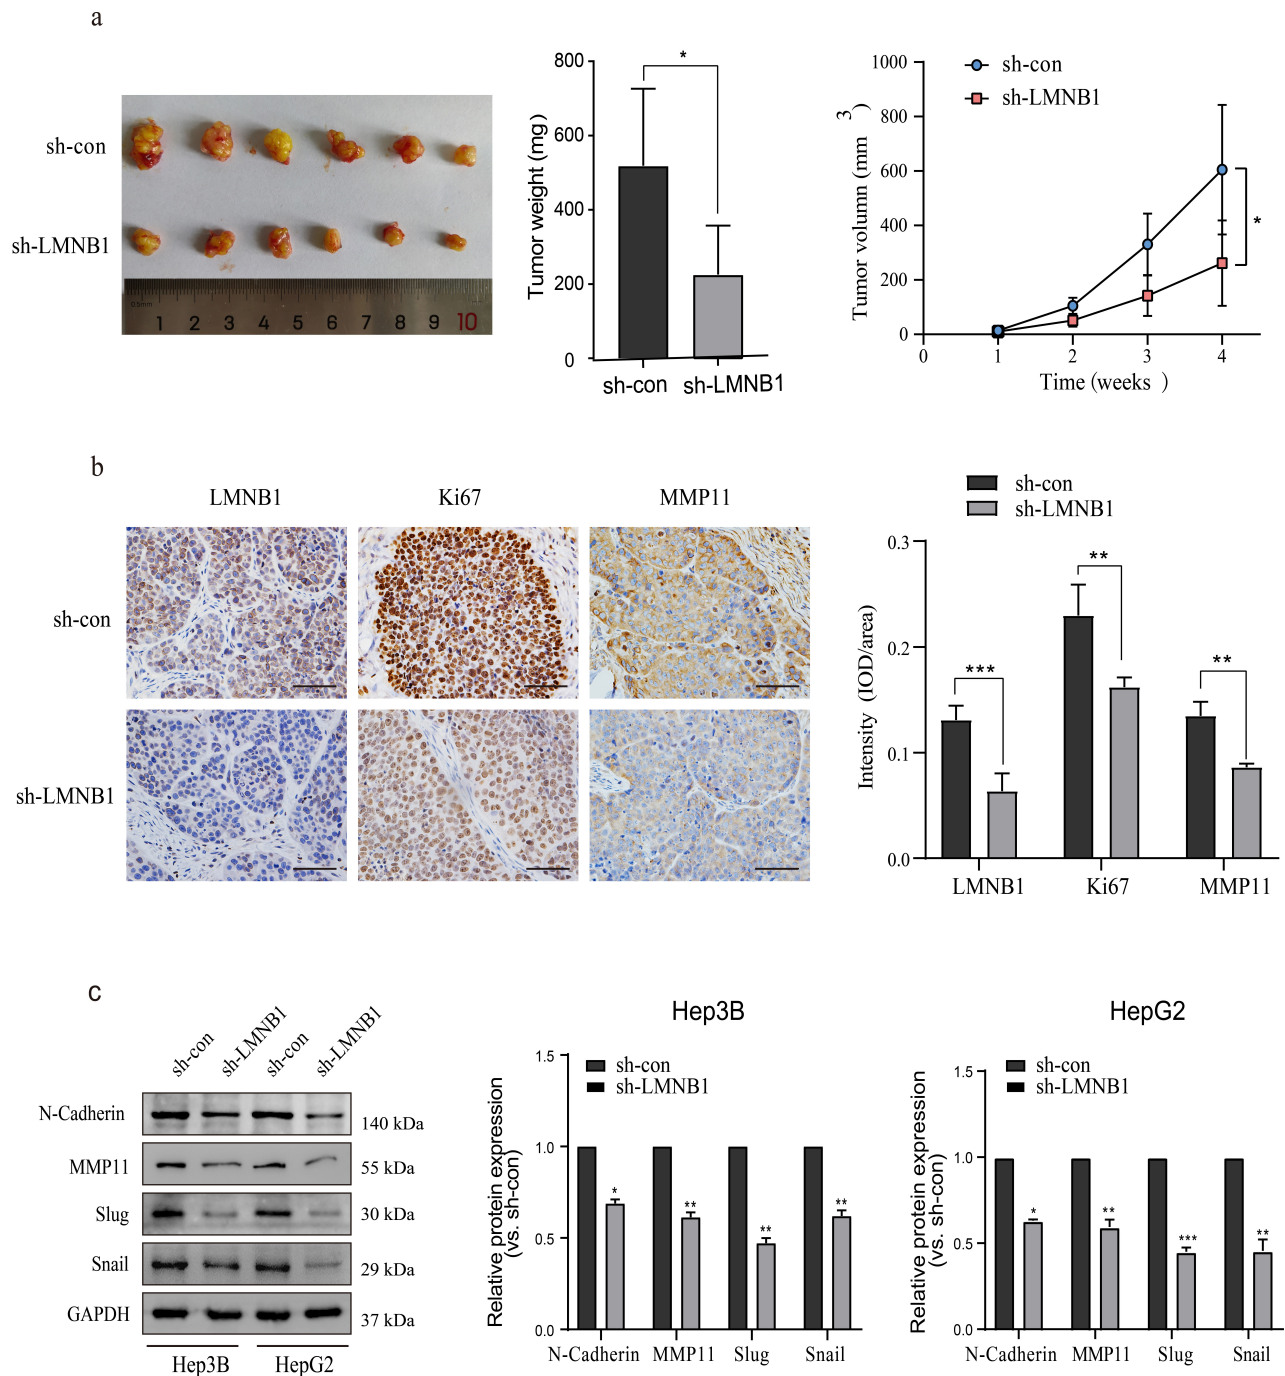 a
sh-con
sh-LMNB1
0.5mm
1 2 3 4 5 6 7 8 9 10
Tumor weight (mg)
800
600
400
200
0
*
sh-con sh-LMNB1
Tumor volumn (mm 3)
1000
800
600
400
200
0
sh-con
sh-LMNB1
*
0 1 2 3 4
Time (weeks )
b
LMNB1 Ki67 MMP11
sh-con
sh-LMNB1
sh-con
sh-LMNB1
Intensity (IOD/area)
0.3
0.2
0.1
0.0
*** ** **
LMNB1 Ki67 MMP11
c
sh-con sh-LMNB1 sh-con sh-LMNB1
N-Cadherin 140 kDa
MMP11 55 kDa
Slug 30 kDa
Snail 29 kDa
GAPDH 37 kDa
Hep3B HepG2
Hep3B
sh-con
sh-LMNB1
Relative protein expression
(vs. sh-con)
1.5
1.0
0.5
0.0
* ** ** **
N-Cadherin MMP11 Slug Snail
HepG2
sh-con
sh-LMNB1
Relative protein expression
(vs. sh-con)
1.5
1.0
0.5
0.0
* ** *** **
N-Cadherin MMP11 Slug Snail